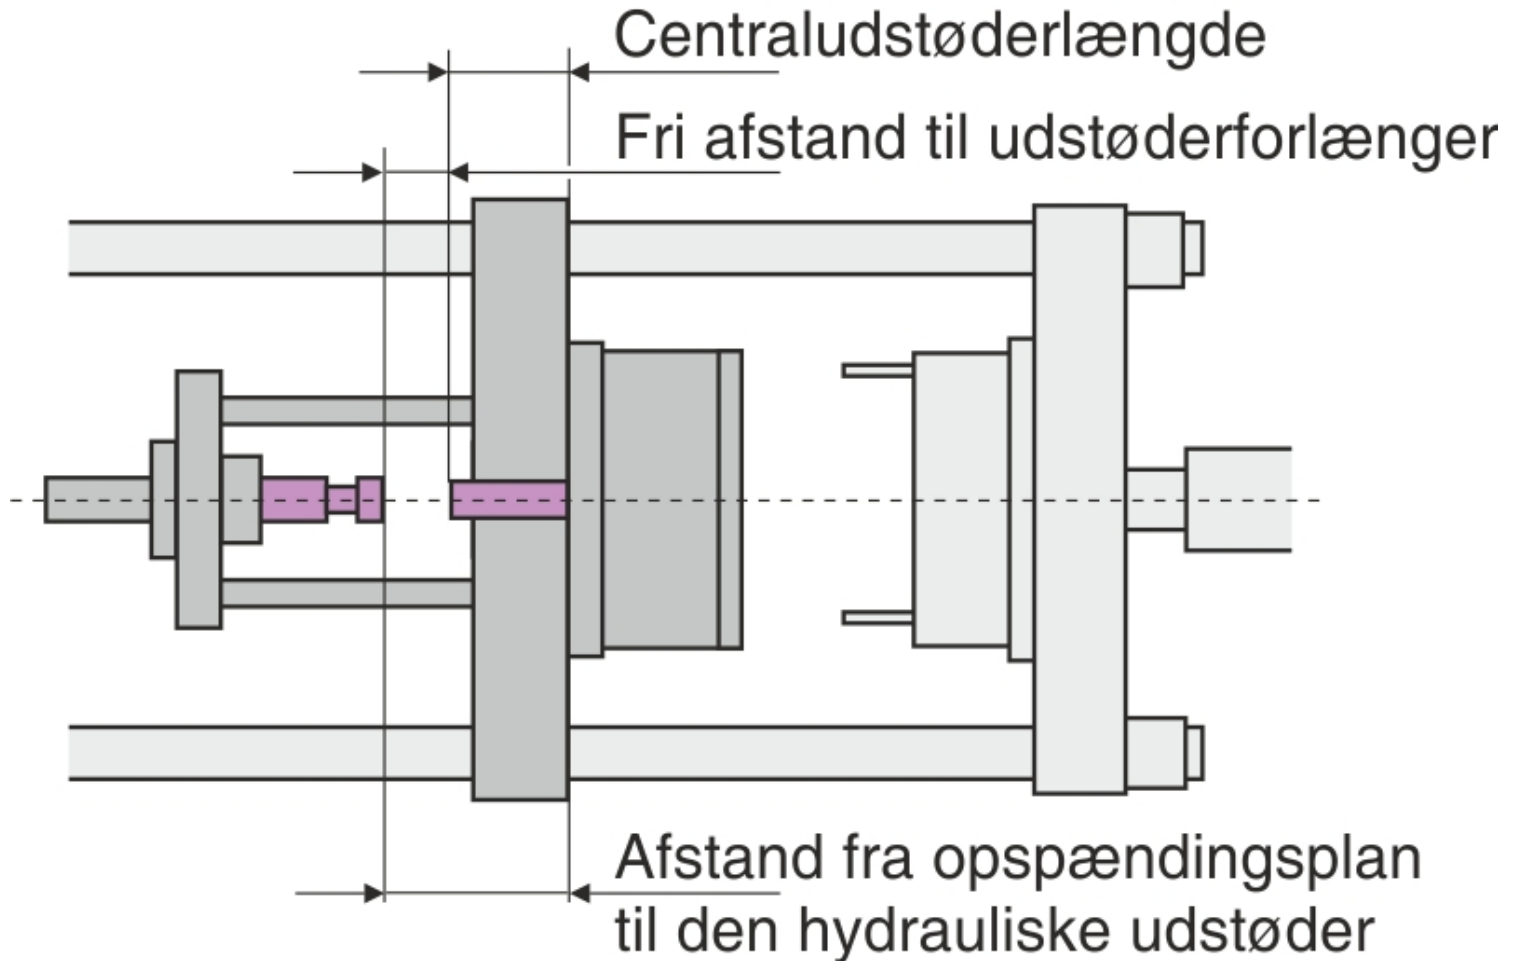 Centraludstøderlængde
Fri afstand til udstøderforlænger
Afstand fra opspændingsplan
til den hydrauliske udstøder